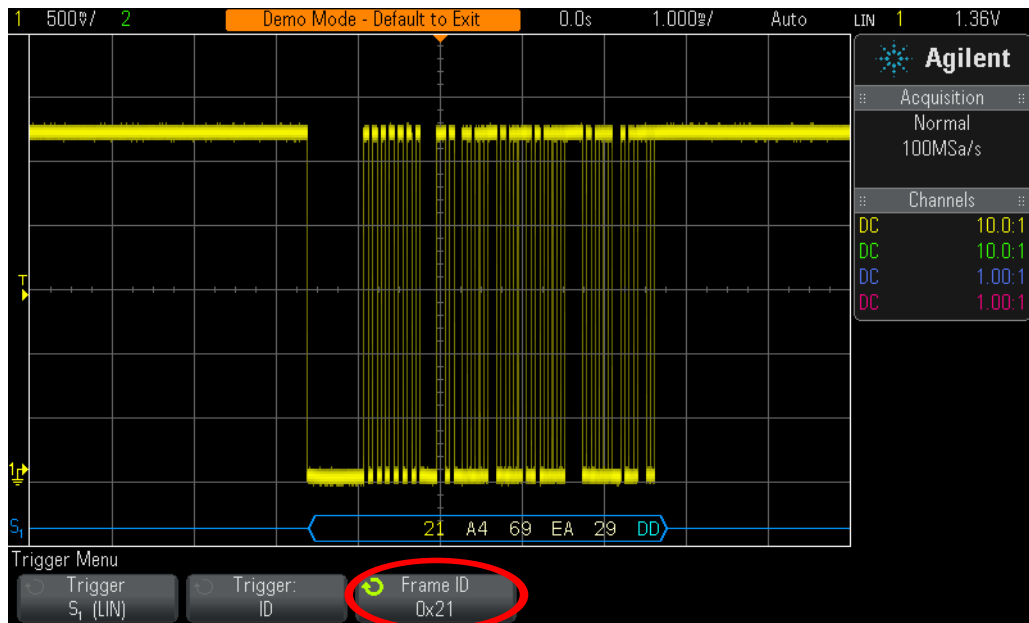 1 500mV/ 2 Demo Mode - Default to Exit 0.0s 1.000ms/ Auto LIN 1 1.36V
Agilent
Acquisition
Normal
100MSa/s
Channels
DC 10.0:1
DC 10.0:1
DC 1.00:1
DC 1.00:1
T
1
S1 21 A4 69 EA 29 DD
Trigger Menu
Trigger
S1 (LIN)
Trigger:
ID
Frame ID
0x21